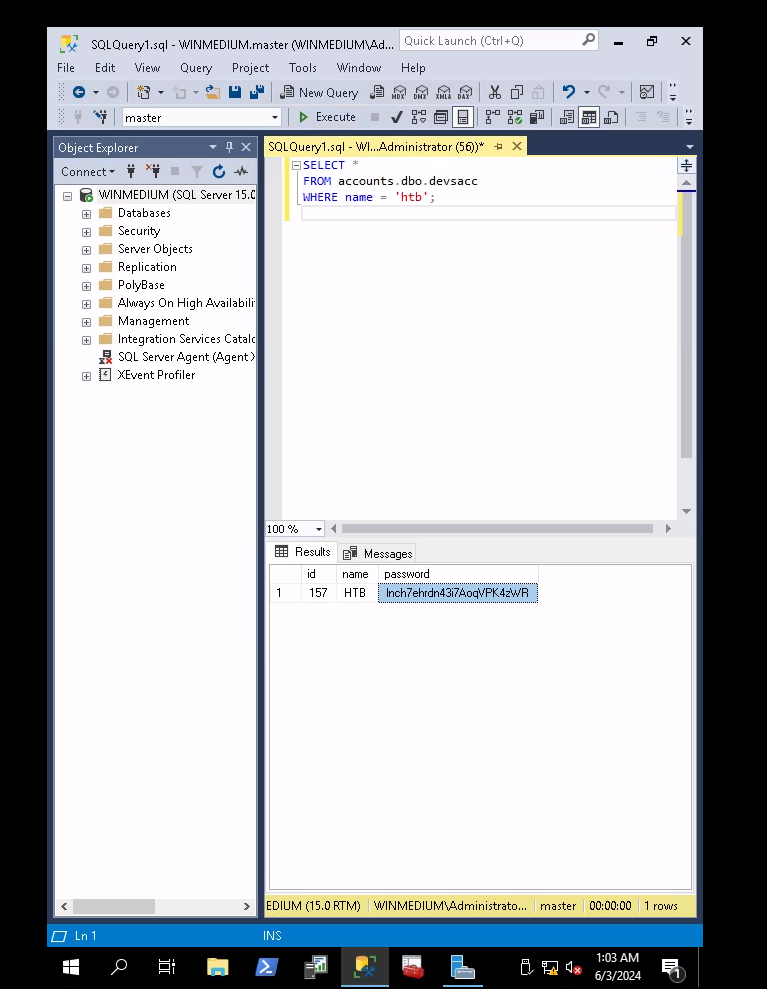 SQLQuery1.sql - WINMEDIUM.master (WINMEDIUM\Ad...
Quick Launch (Ctrl+Q)
File Edit View Query Project Tools Window Help
New Query MDX DMX XMLA DAX
master Execute
Object Explorer
SQLQuery1.sql - WI...Administrator (56))*
Connect
WINMEDIUM (SQL Server 15.0
Databases
Security
Server Objects
Replication
PolyBase
Always On High Availabili
Management
Integration Services Catalo
SQL Server Agent (Agent X
XEvent Profiler
SELECT *
FROM accounts.dbo.devsacc
WHERE name = 'htb';
100 %
Results Messages
id name password
1 157 HTB lnch7ehrdn43i7AoqVPK4zWR
EDIUM (15.0 RTM) WINMEDIUM\Administrato... master 00:00:00 1 rows
Ln 1 INS
1:03 AM
6/3/2024
1